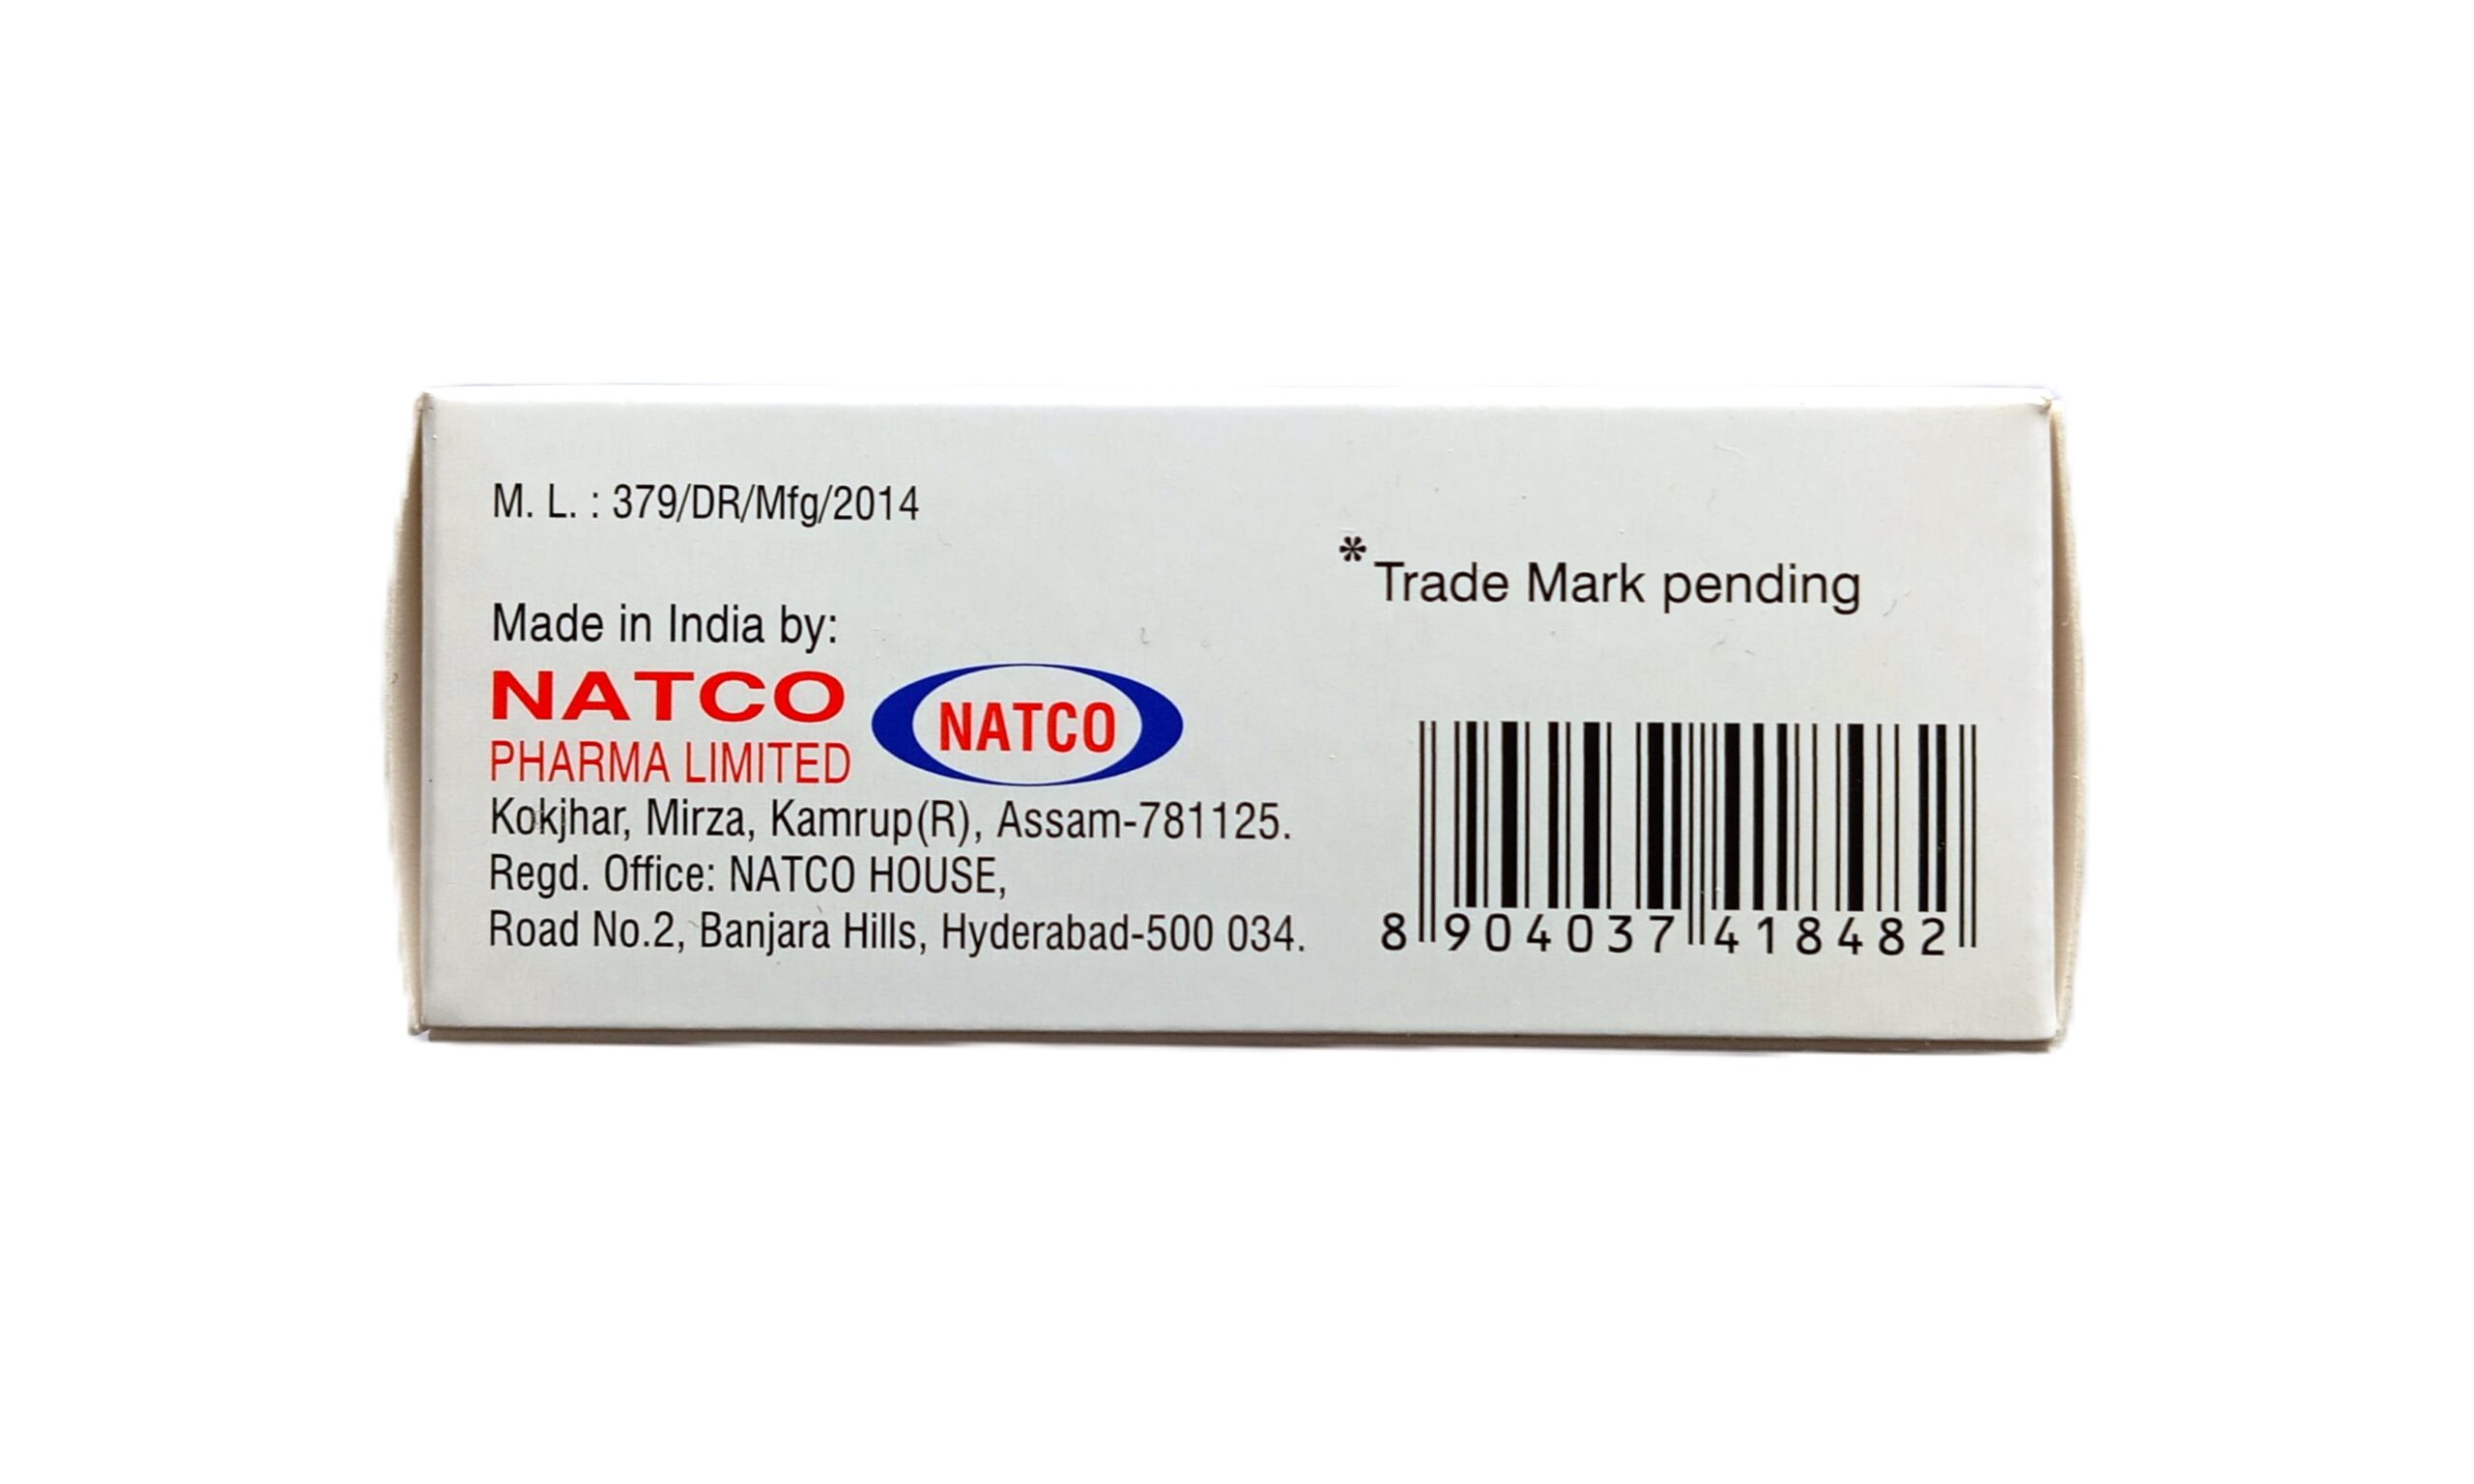 M. L. : 379/DR/Mfg/2014
Made in India by:
NATCO
PHARMA LIMITED
NATCO
Kokjhar, Mirza, Kamrup(R), Assam-781125.
Regd. Office: NATCO HOUSE,
Road No.2, Banjara Hills, Hyderabad-500 034.
*Trade Mark pending
8 904037 418482